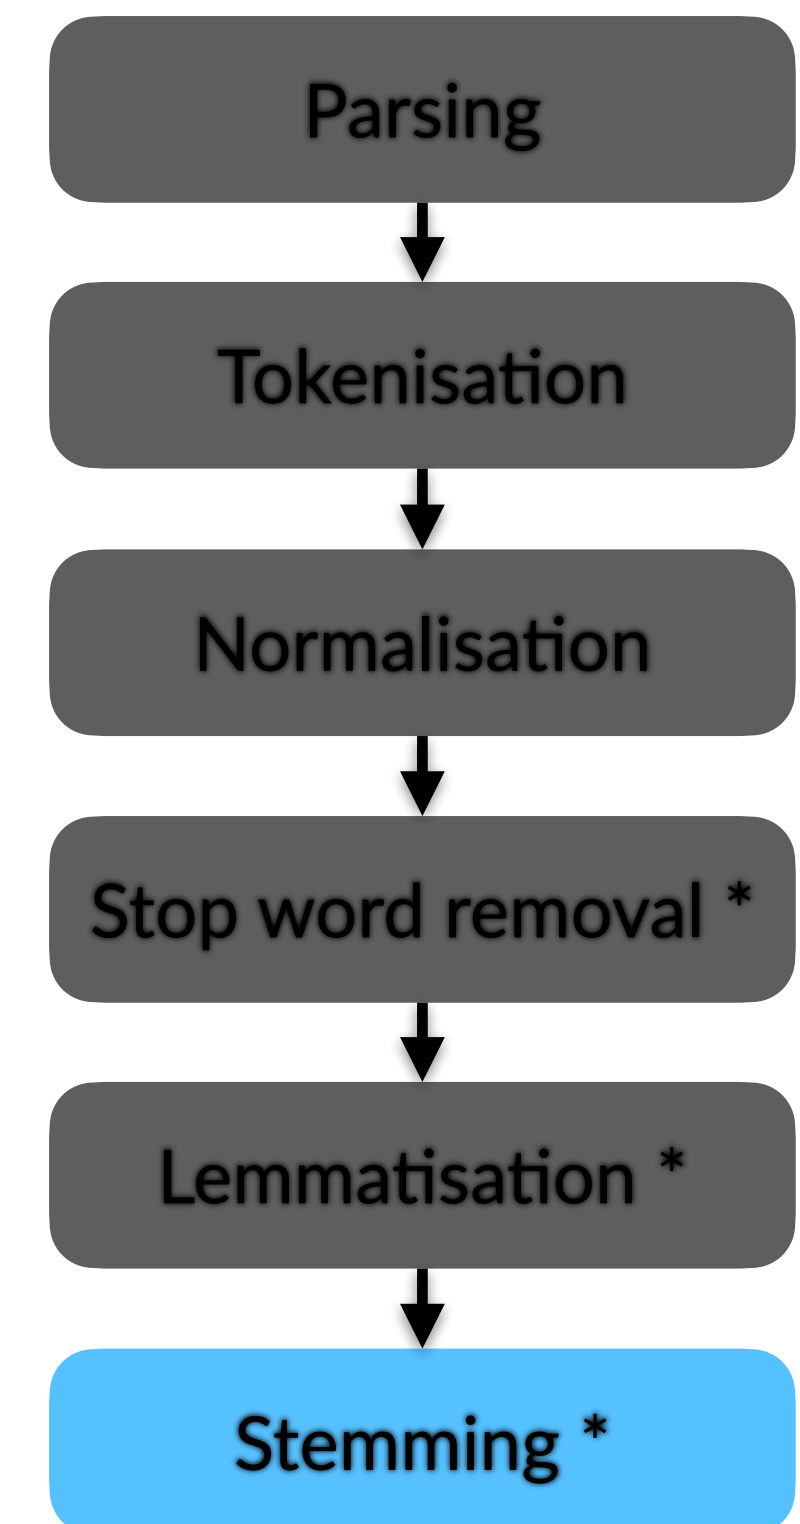 Parsing
Tokenisation
Normalisation
Stop word removal *
Lemmatisation *
Stemming *